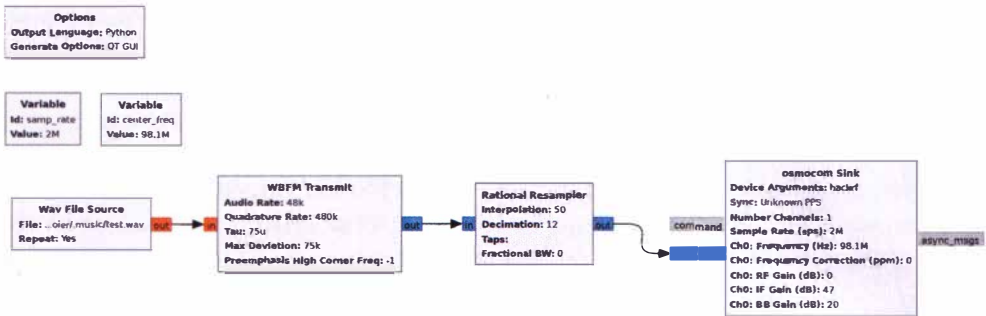 Options
Output Language: Python
Generate Options: QT GUI
Variable
Id: samp_rate
Value: 2M
Variable
Id: center_freq
Value: 98.1M
Wav File Source
File: ...oier/.music/test.wav
Repeat: Yes
out
in
WBFM Transmit
Audio Rate: 48k
Quadrature Rate: 480k
Tau: 75u
Max Deviation: 75k
Preemphasis High Corner Freq: -1
out
in
Rational Resampler
Interpolation: 50
Decimation: 12
Taps:
Fractional BW: 0
out
command
osmocom Sink
Device Arguments: hackrf
Sync: Unknown PPS
Number Channels: 1
Sample Rate (sps): 2M
Ch0: Frequency (Hz): 98.1M
Ch0: Frequency Correction (ppm): 0
Ch0: RF Gain (dB): 0
Ch0: IF Gain (dB): 47
Ch0: BB Gain (dB): 20
async_msgs